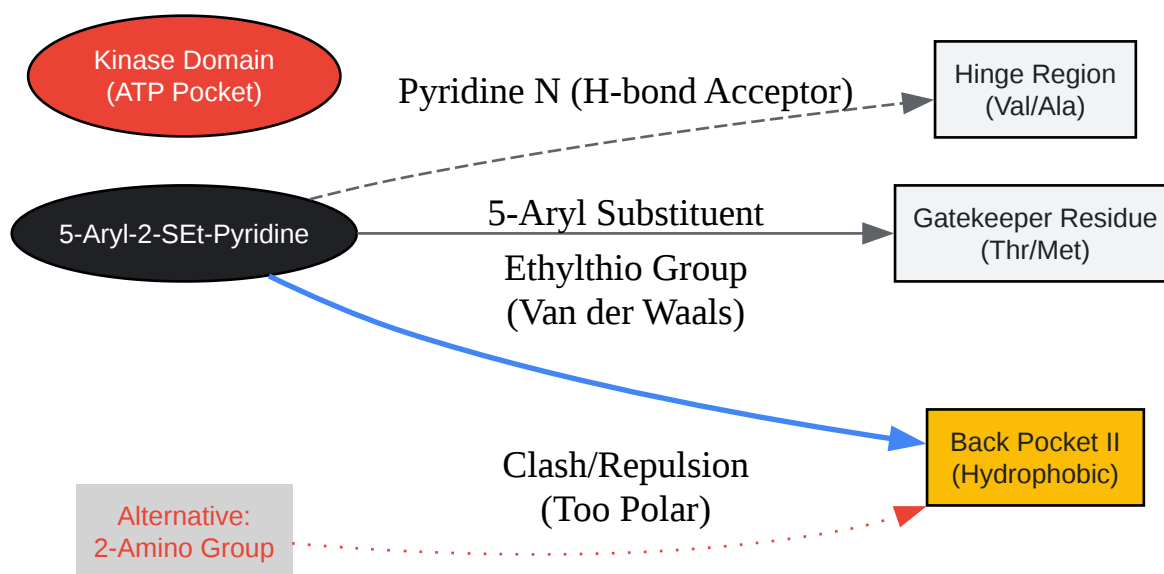 Kinase Domain
(ATP Pocket)
Pyridine N (H-bond Acceptor)
Hinge Region
(Val/Ala)
5-Aryl-2-SEt-Pyridine
5-Aryl Substituent
Gatekeeper Residue
(Thr/Met)
Ethylthio Group
(Van der Waals)
Back Pocket II
(Hydrophobic)
Clash/Repulsion
(Too Polar)
Alternative:
2-Amino Group